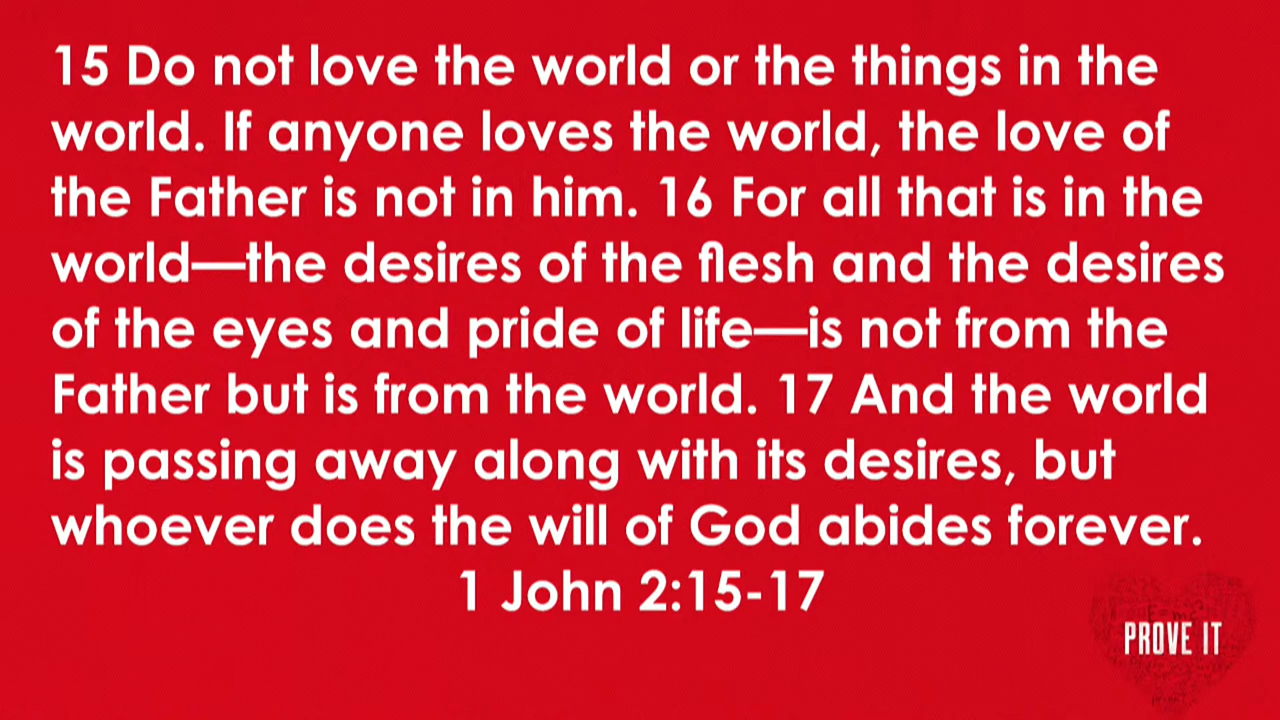 15 Do not love the world or the things in the
world. If anyone loves the world, the love of
the Father is not in him. 16 For all that is in the
world—the desires of the flesh and the desires
of the eyes and pride of life—is not from the
Father but is from the world. 17 And the world
is passing away along with its desires, but
whoever does the will of God abides forever.
1 John 2:15-17
PROVE IT